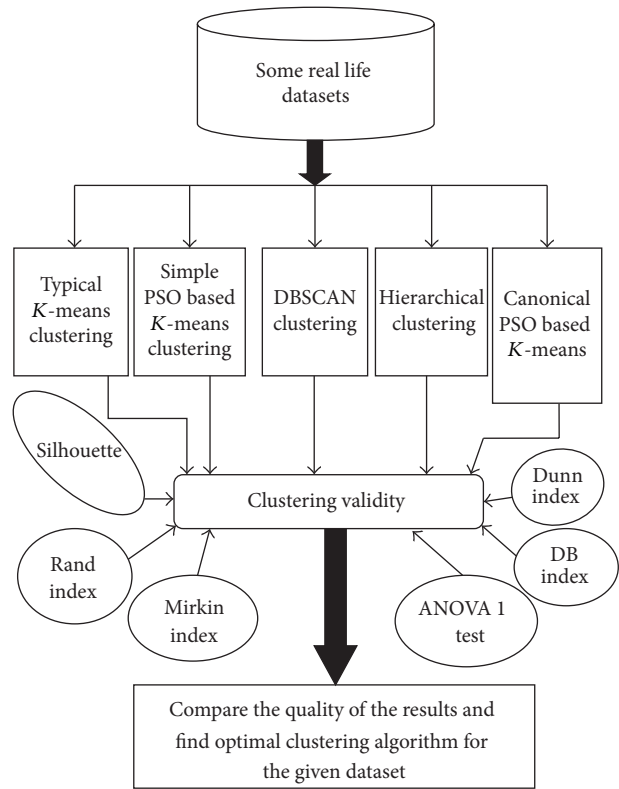 Some real life
datasets
Typical
K-means
clustering
Simple
PSO based
K-means
clustering
DBSCAN
clustering
Hierarchical
clustering
Canonical
PSO based
K-means
Silhouette
Clustering validity
Dunn
index
Rand
index
Mirkin
index
ANOVA 1
test
DB
index
Compare the quality of the results and
find optimal clustering algorithm for
the given dataset